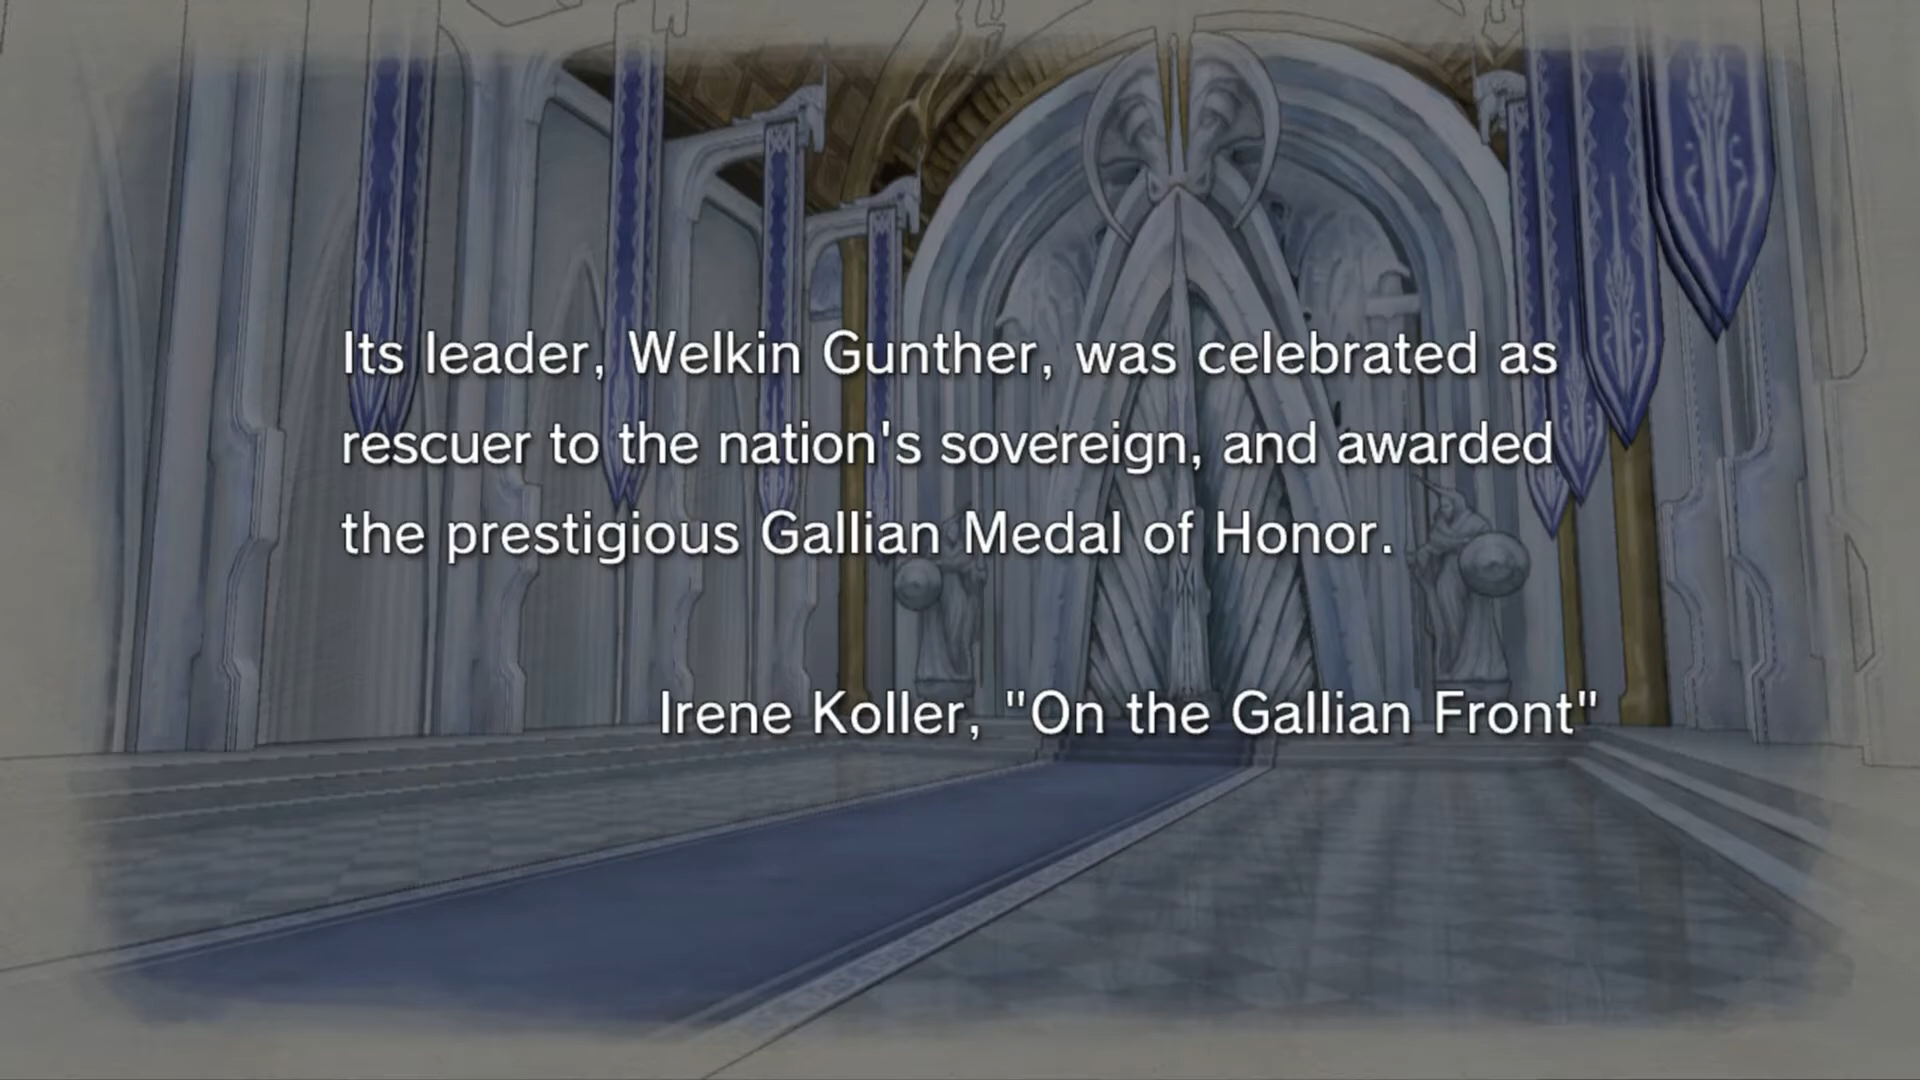 Its leader, Welkin Gunther, was celebrated as
rescuer to the nation's sovereign, and awarded
the prestigious Gallian Medal of Honor.
Irene Koller, "On the Gallian Front"